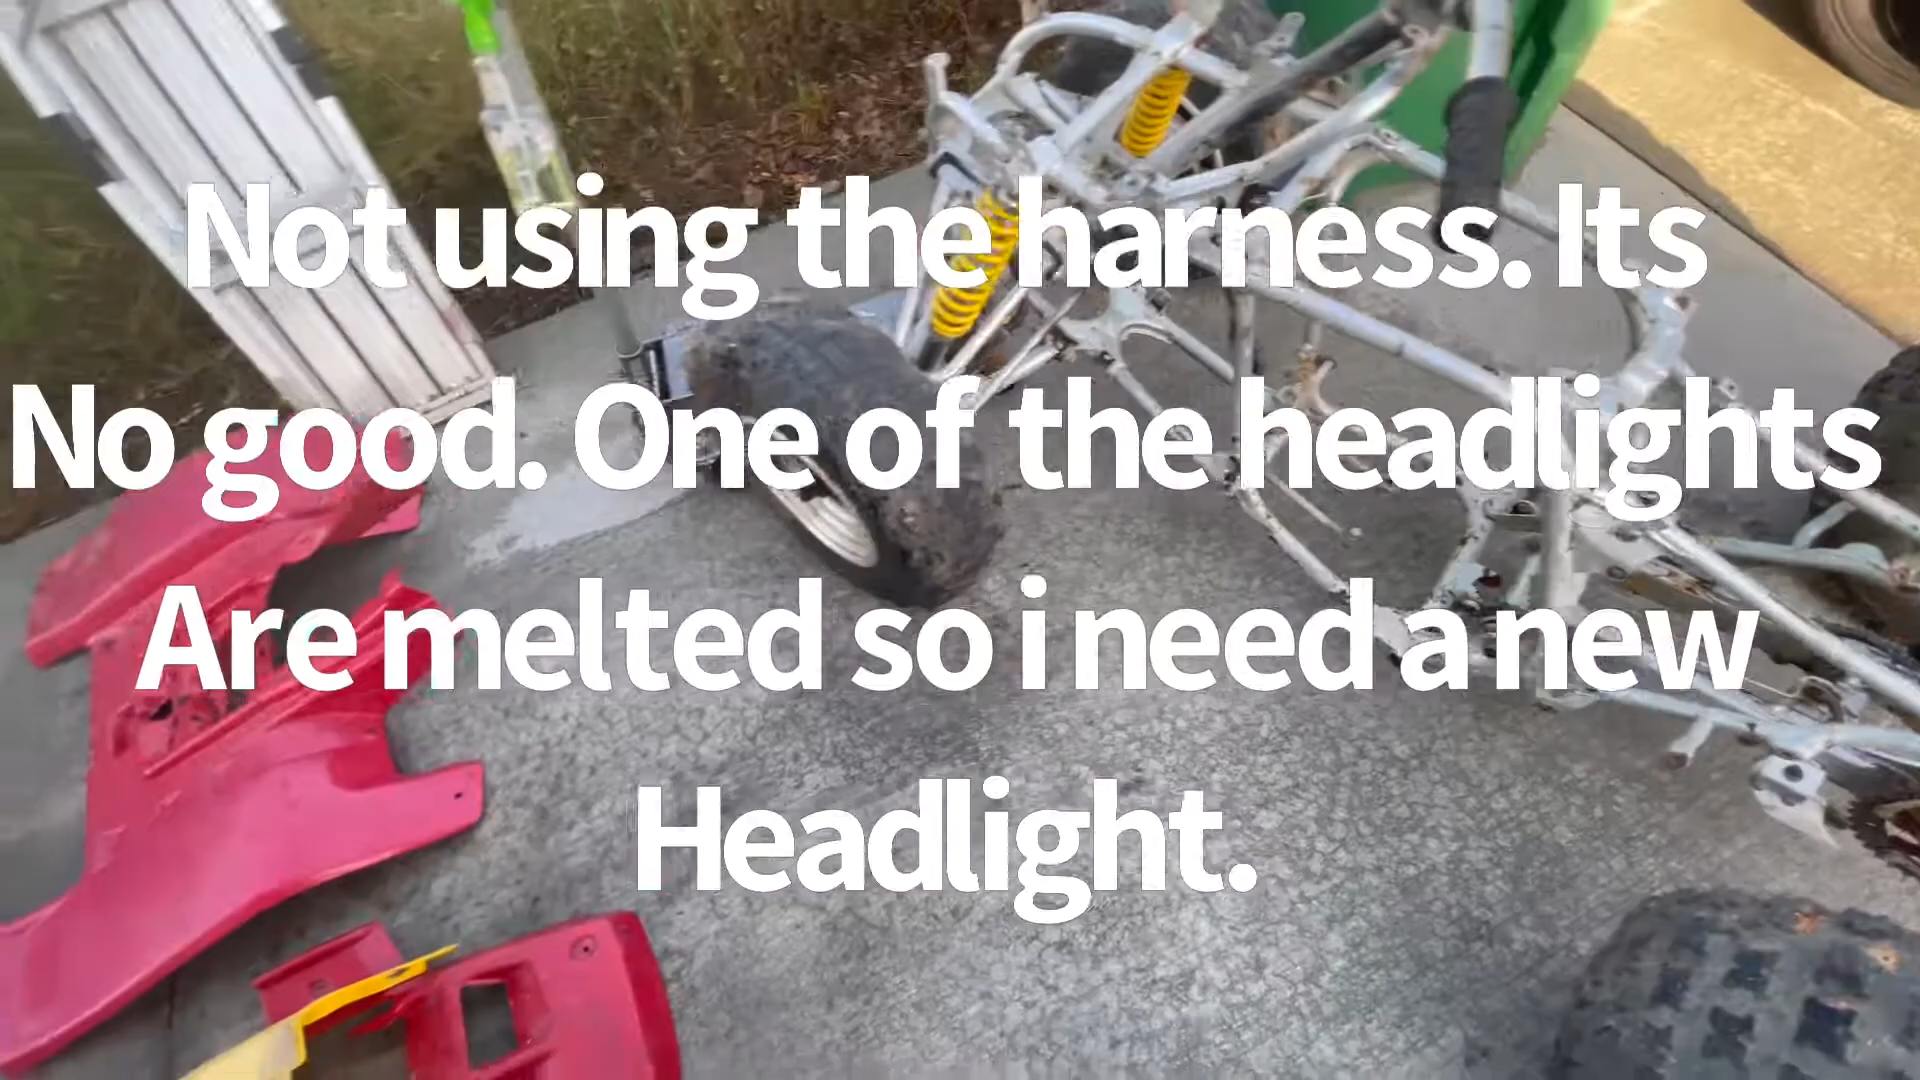 Not using the harness. Its
No good. One of the headlights
Are melted so i need a new
Headlight.